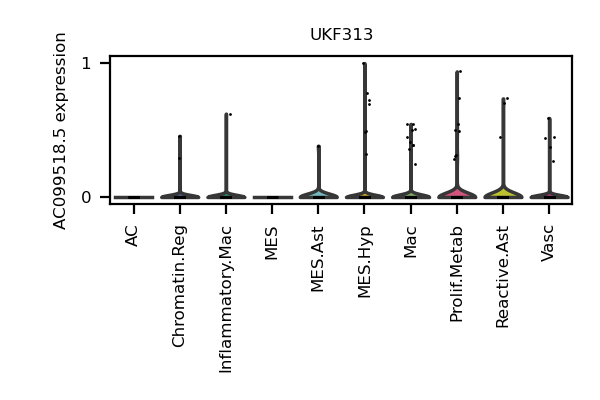 UKF313
AC099518.5 expression
1
0
AC
Chromatin.Reg
Inflammatory.Mac
MES
MES.Ast
MES.Hyp
Mac
Prolif.Metab
Reactive.Ast
Vasc